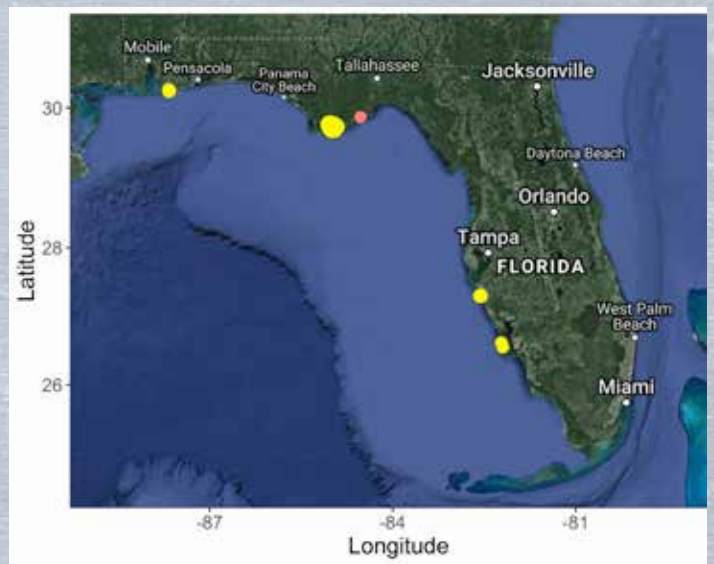 Mobile
Pensacola
Panama
City Beach
Tallahassee
Jacksonville
30
Daytona Beach
Orlando
28
Tampa
FLORIDA
West Palm
Beach
26
Miami
Latitude
-87
-84
-81
Longitude